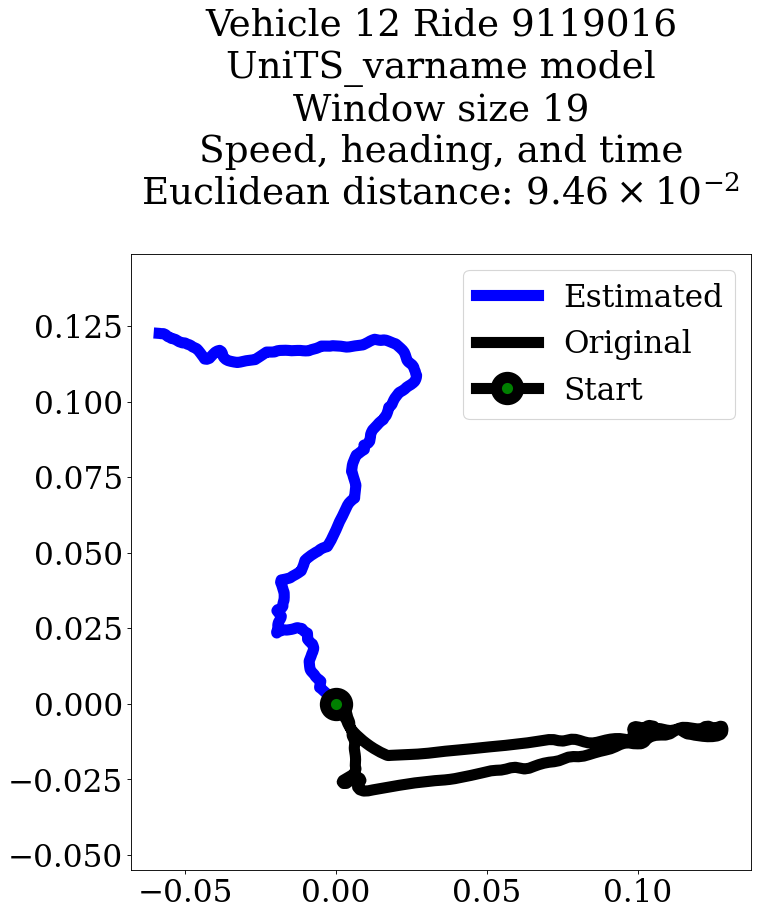 Vehicle 12 Ride 9119016
UniTS_varname model
Window size 19
Speed, heading, and time
Euclidean distance: 9.46 × 10⁻²
Estimated
Original
Start
0.125
0.100
0.075
0.050
0.025
0.000
−0.025
−0.050
−0.05 0.00 0.05 0.10